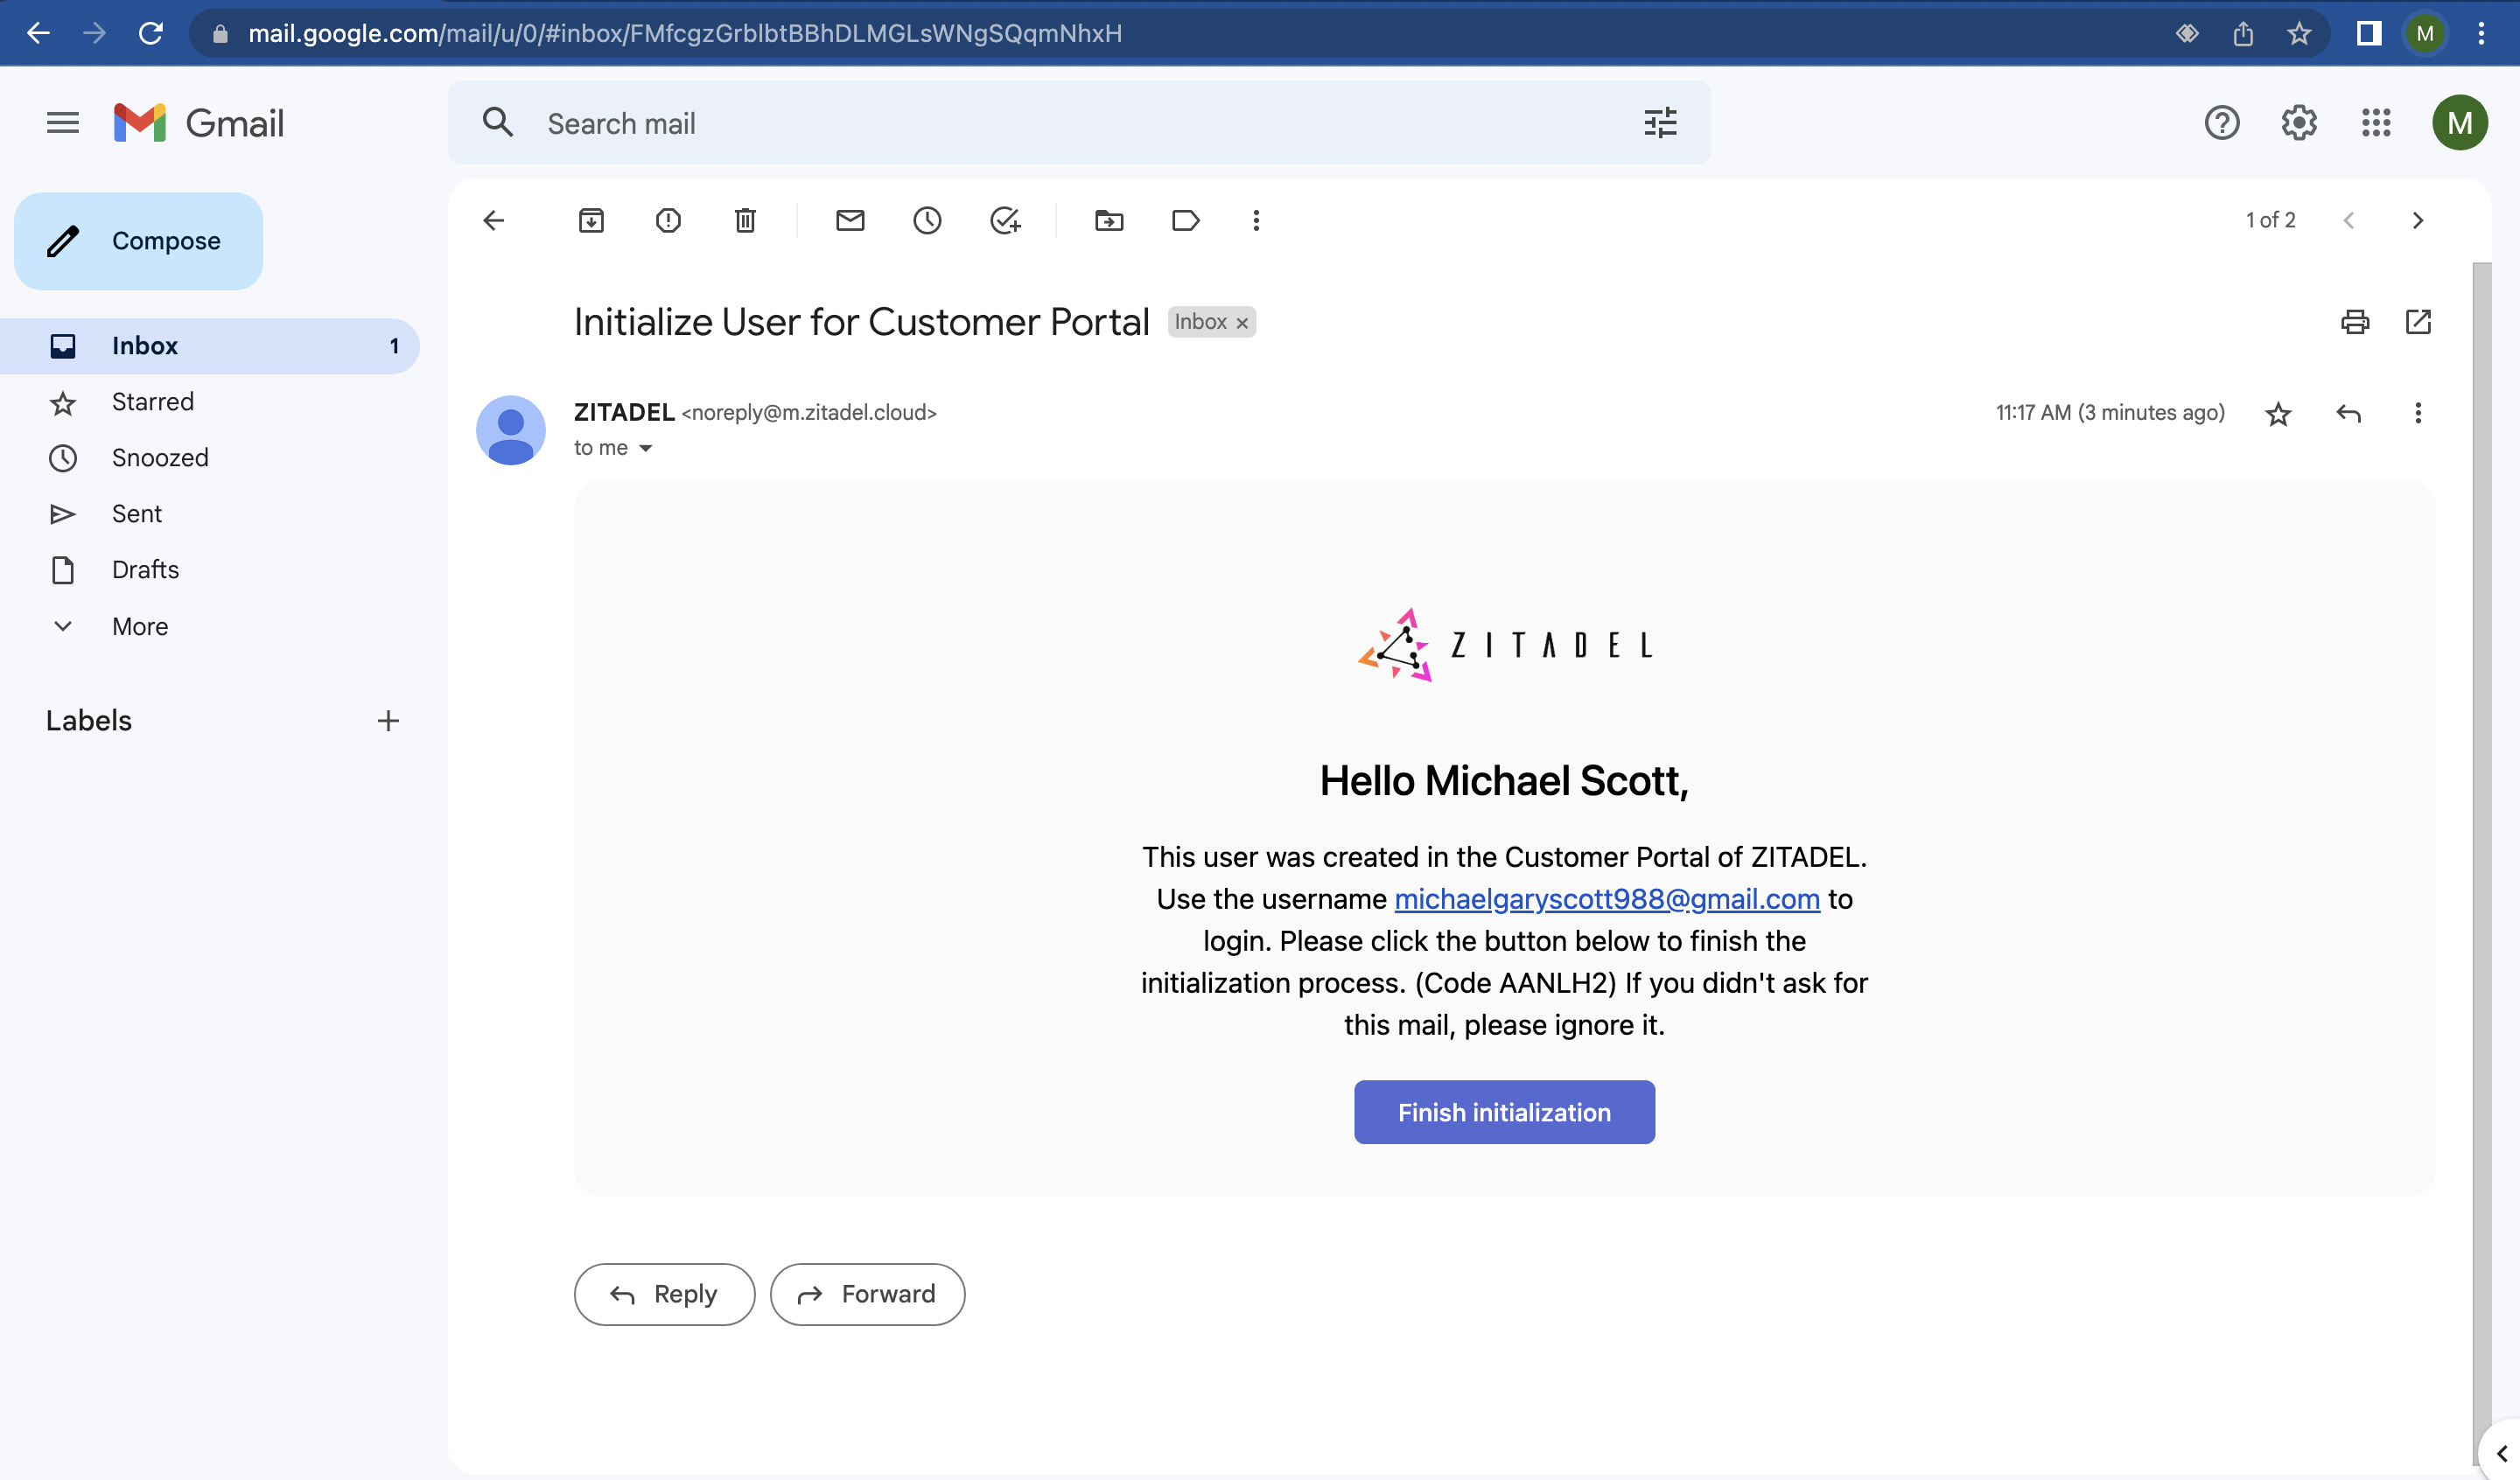 mail.google.com/mail/u/0/#inbox/FMfcgzGrblbtBBhDLMGLsWNgSQqmNhxH
M
Gmail
Search mail
M
Compose
1 of 2
Initialize User for Customer Portal
Inbox ×
Inbox 1
Starred
Snoozed
Sent
Drafts
More
Labels
ZITADEL <noreply@m.zitadel.cloud>
11:17 AM (3 minutes ago)
to me
ZITADEL
Hello Michael Scott,
This user was created in the Customer Portal of ZITADEL.
Use the username michaelgaryscott988@gmail.com to
login. Please click the button below to finish the
initialization process. (Code AANLH2) If you didn't ask for
this mail, please ignore it.
Finish initialization
Reply
Forward